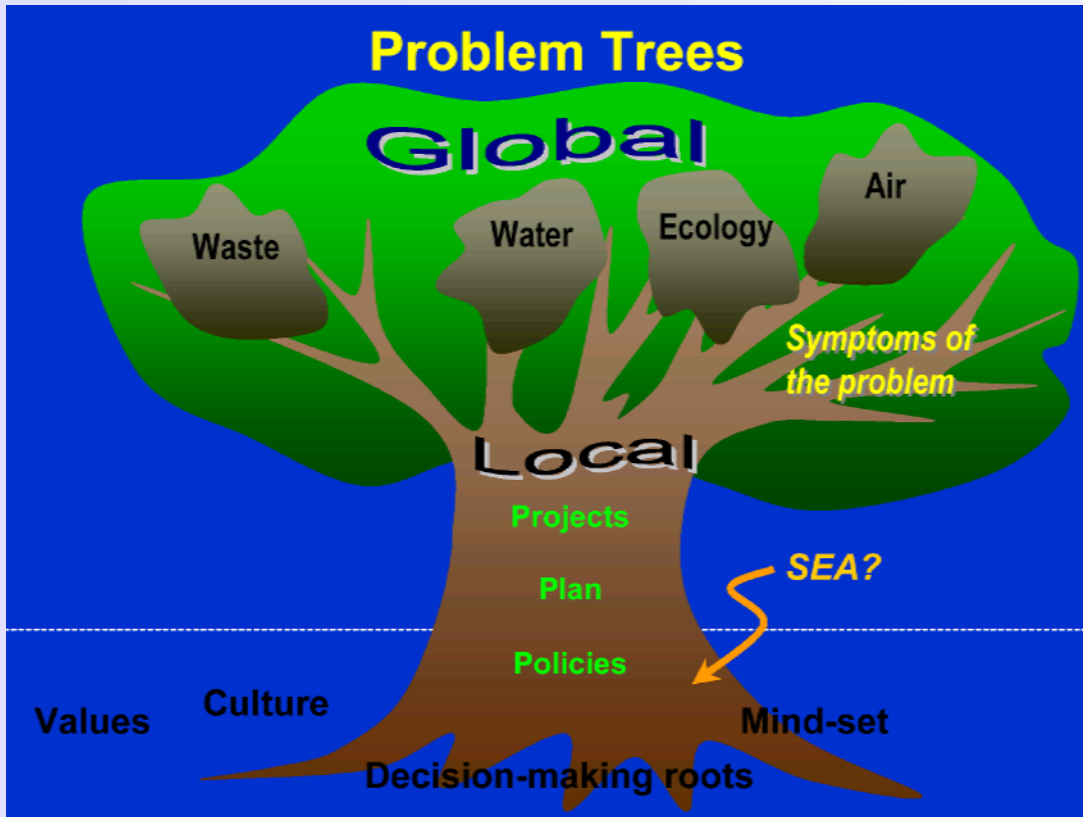 Problem Trees
Global
Air
Waste
Water
Ecology
Symptoms of
the problem
Local
Projects
SEA?
Plan
Policies
Values
Culture
Mind-set
Decision-making roots